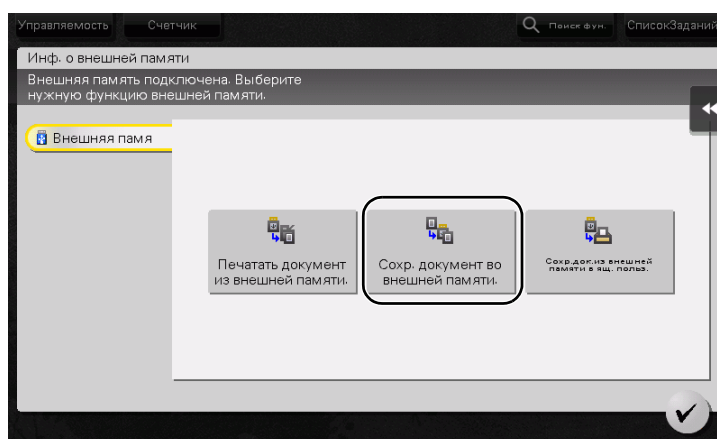 Управляемость Счетчик Поиск фун. СписокЗаданий
Инф. о внешней памяти
Внешняя память подключена. Выберите
нужную функцию внешней памяти.
Внешняя памя
Печатать документ
из внешней памяти.
Сохр. документ во
внешней памяти.
Сохр.док.из внешней
памяти в ящ. польз.